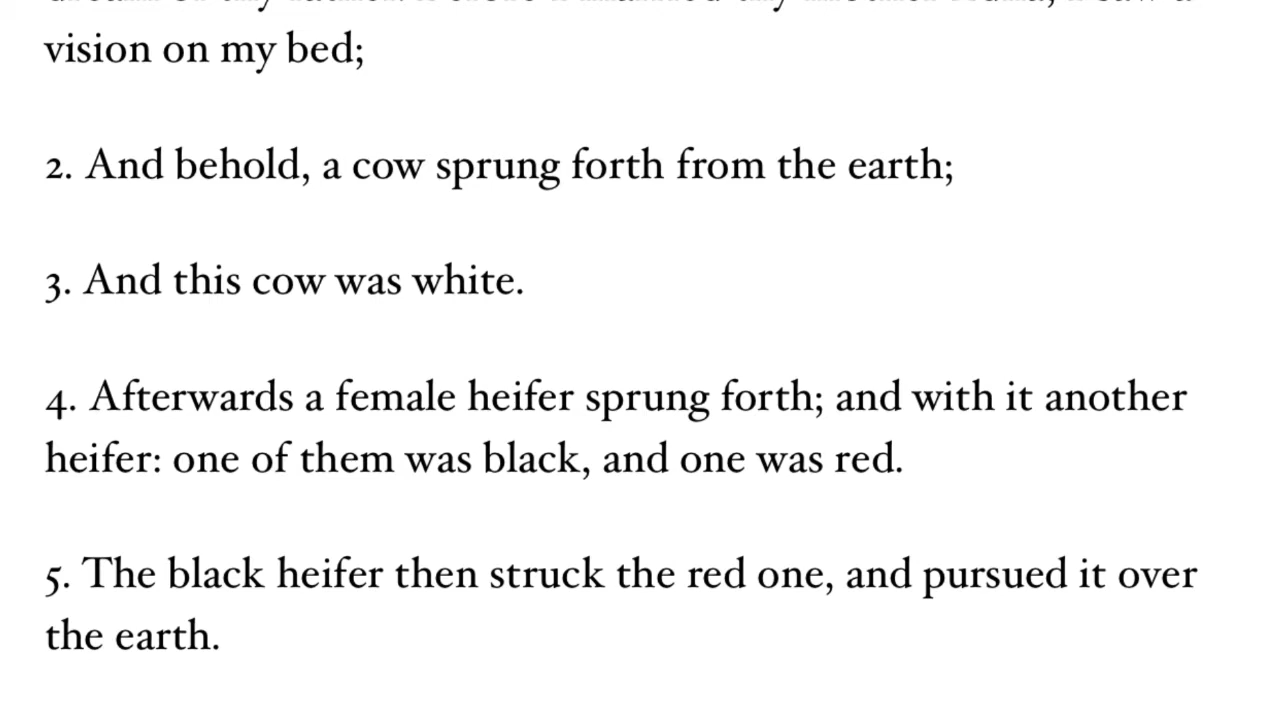 vision on my bed;
2. And behold, a cow sprung forth from the earth;
3. And this cow was white.
4. Afterwards a female heifer sprung forth; and with it another
heifer: one of them was black, and one was red.
5. The black heifer then struck the red one, and pursued it over
the earth.